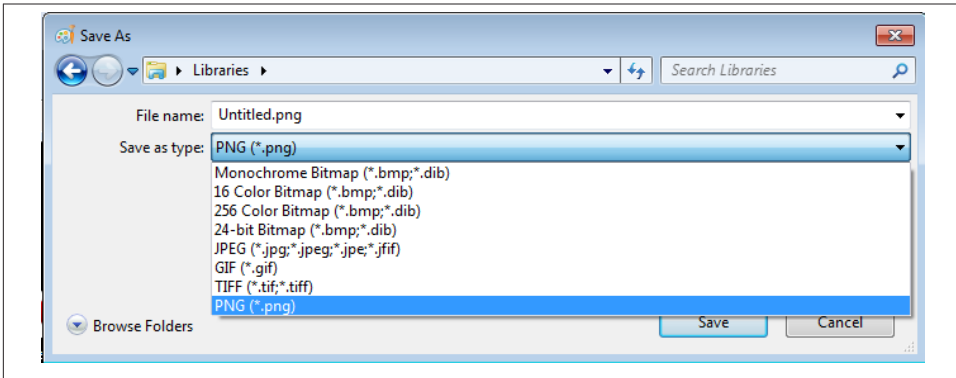 Save As
Libraries
Search Libraries
File name: Untitled.png
Save as type: PNG (*.png)
Monochrome Bitmap (*.bmp;*.dib)
16 Color Bitmap (*.bmp;*.dib)
256 Color Bitmap (*.bmp;*.dib)
24-bit Bitmap (*.bmp;*.dib)
JPEG (*.jpg;*.jpeg;*.jpe;*.jfif)
GIF (*.gif)
TIFF (*.tif;*.tiff)
PNG (*.png)
Browse Folders
Save
Cancel